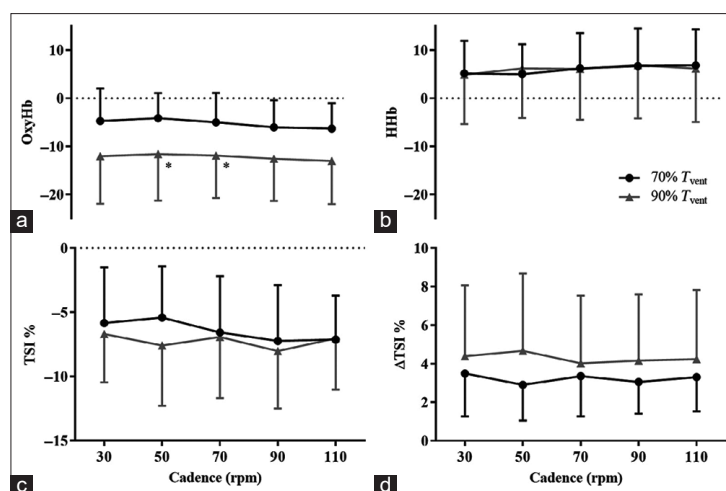 10
0
−10
−20
OxyHb
*
*
a
10
0
−10
−20
HHb
70% Tvent
90% Tvent
b
0
−5
−10
−15
TSI %
30 50 70 90 110
Cadence (rpm)
c
10
8
6
4
2
0
ΔTSI %
30 50 70 90 110
Cadence (rpm)
d